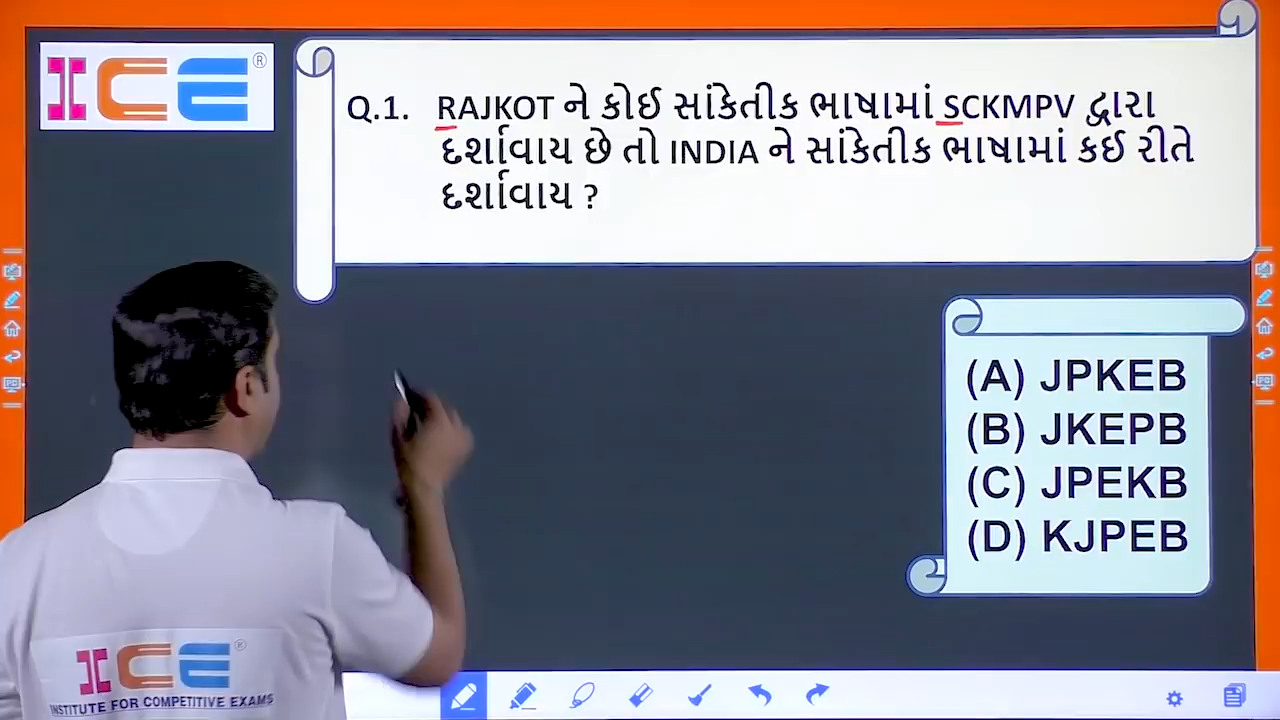 ICE®
Q.1. RAJKOT ને કોઈ સાંકેતીક ભાષામાં SCKMPV દ્વારા
દર્શાવાય છે તો INDIA ને સાંકેતીક ભાષામાં કઈ રીતે
દર્શાવાય ?
(A) JPKEB
(B) JKEPB
(C) JPEKB
(D) KJPEB
ICE®
INSTITUTE FOR COMPETITIVE EXAMS